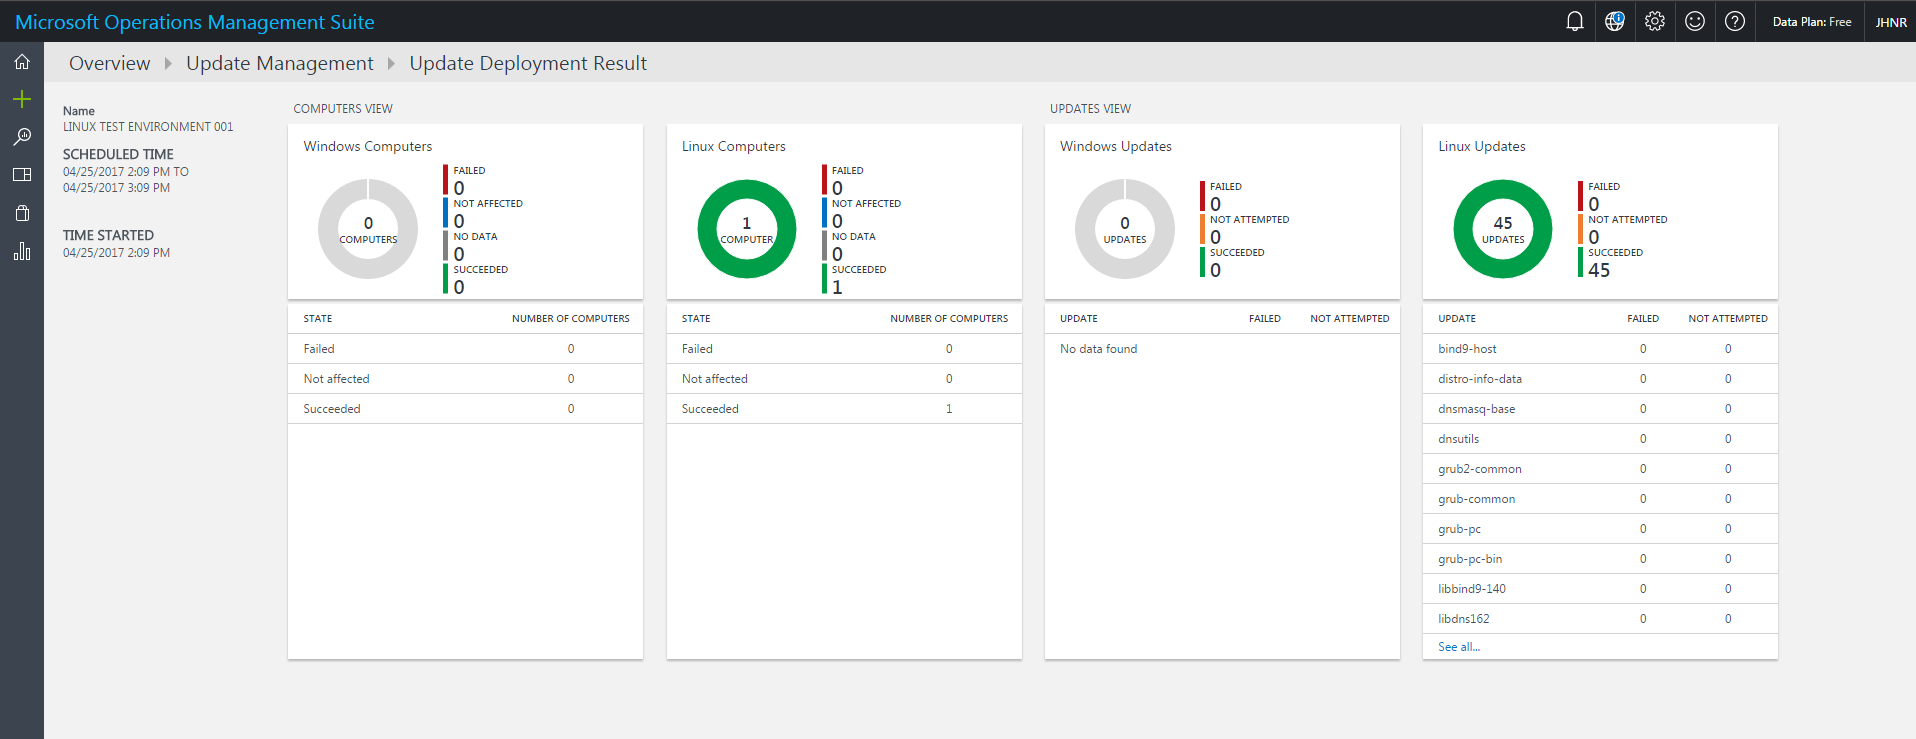 Microsoft Operations Management Suite
Data Plan: Free
JHNR
Overview
Update Management
Update Deployment Result
Name
LINUX TEST ENVIRONMENT 001
SCHEDULED TIME
04/25/2017 2:09 PM TO
04/25/2017 3:09 PM
TIME STARTED
04/25/2017 2:09 PM
COMPUTERS VIEW
Windows Computers
0
COMPUTERS
FAILED
0
NOT AFFECTED
0
NO DATA
0
SUCCEEDED
0
STATE NUMBER OF COMPUTERS
Failed 0
Not affected 0
Succeeded 0
Linux Computers
1
COMPUTER
FAILED
0
NOT AFFECTED
0
NO DATA
0
SUCCEEDED
1
STATE NUMBER OF COMPUTERS
Failed 0
Not affected 0
Succeeded 1
UPDATES VIEW
Windows Updates
0
UPDATES
FAILED
0
NOT ATTEMPTED
0
SUCCEEDED
0
UPDATE FAILED NOT ATTEMPTED
No data found
Linux Updates
45
UPDATES
FAILED
0
NOT ATTEMPTED
0
SUCCEEDED
45
UPDATE FAILED NOT ATTEMPTED
bind9-host 0 0
distro-info-data 0 0
dnsmasq-base 0 0
dnsutils 0 0
grub2-common 0 0
grub-common 0 0
grub-pc 0 0
grub-pc-bin 0 0
libbind9-140 0 0
libdns162 0 0
See all...